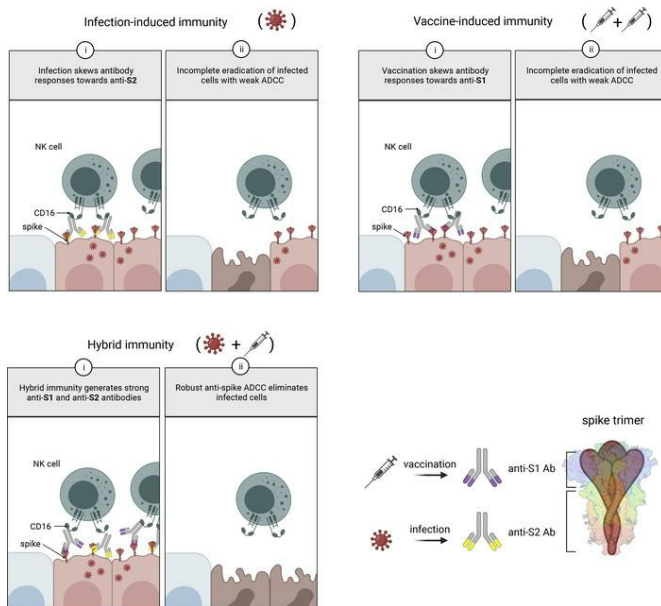 Infection-induced immunity
i
Infection skews antibody
responses towards anti-S2
NK cell
CD16
spike
ii
Incomplete eradication of infected
cells with weak ADCC
Vaccine-induced immunity
i
Vaccination skews antibody
responses towards anti-S1
NK cell
CD16
spike
ii
Incomplete eradication of infected
cells with weak ADCC
Hybrid immunity
i
Hybrid immunity generates strong
anti-S1 and anti-S2 antibodies
NK cell
CD16
spike
ii
Robust anti-spike ADCC eliminates
infected cells
spike trimer
vaccination
anti-S1 Ab
infection
anti-S2 Ab